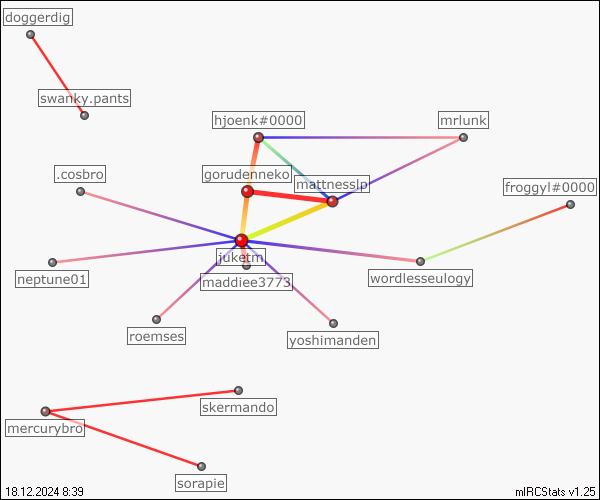 doggerdig
swanky.pants
hjoenk#0000
mrlunk
.cosbro
gorudenneko
mattnesslp
froggyl#0000
juketm
neptune01
maddiee3773
wordlesseulogy
roemses
yoshimanden
skermando
mercurybro
sorapie
18.12.2024 8:39
mIRCStats v1.25